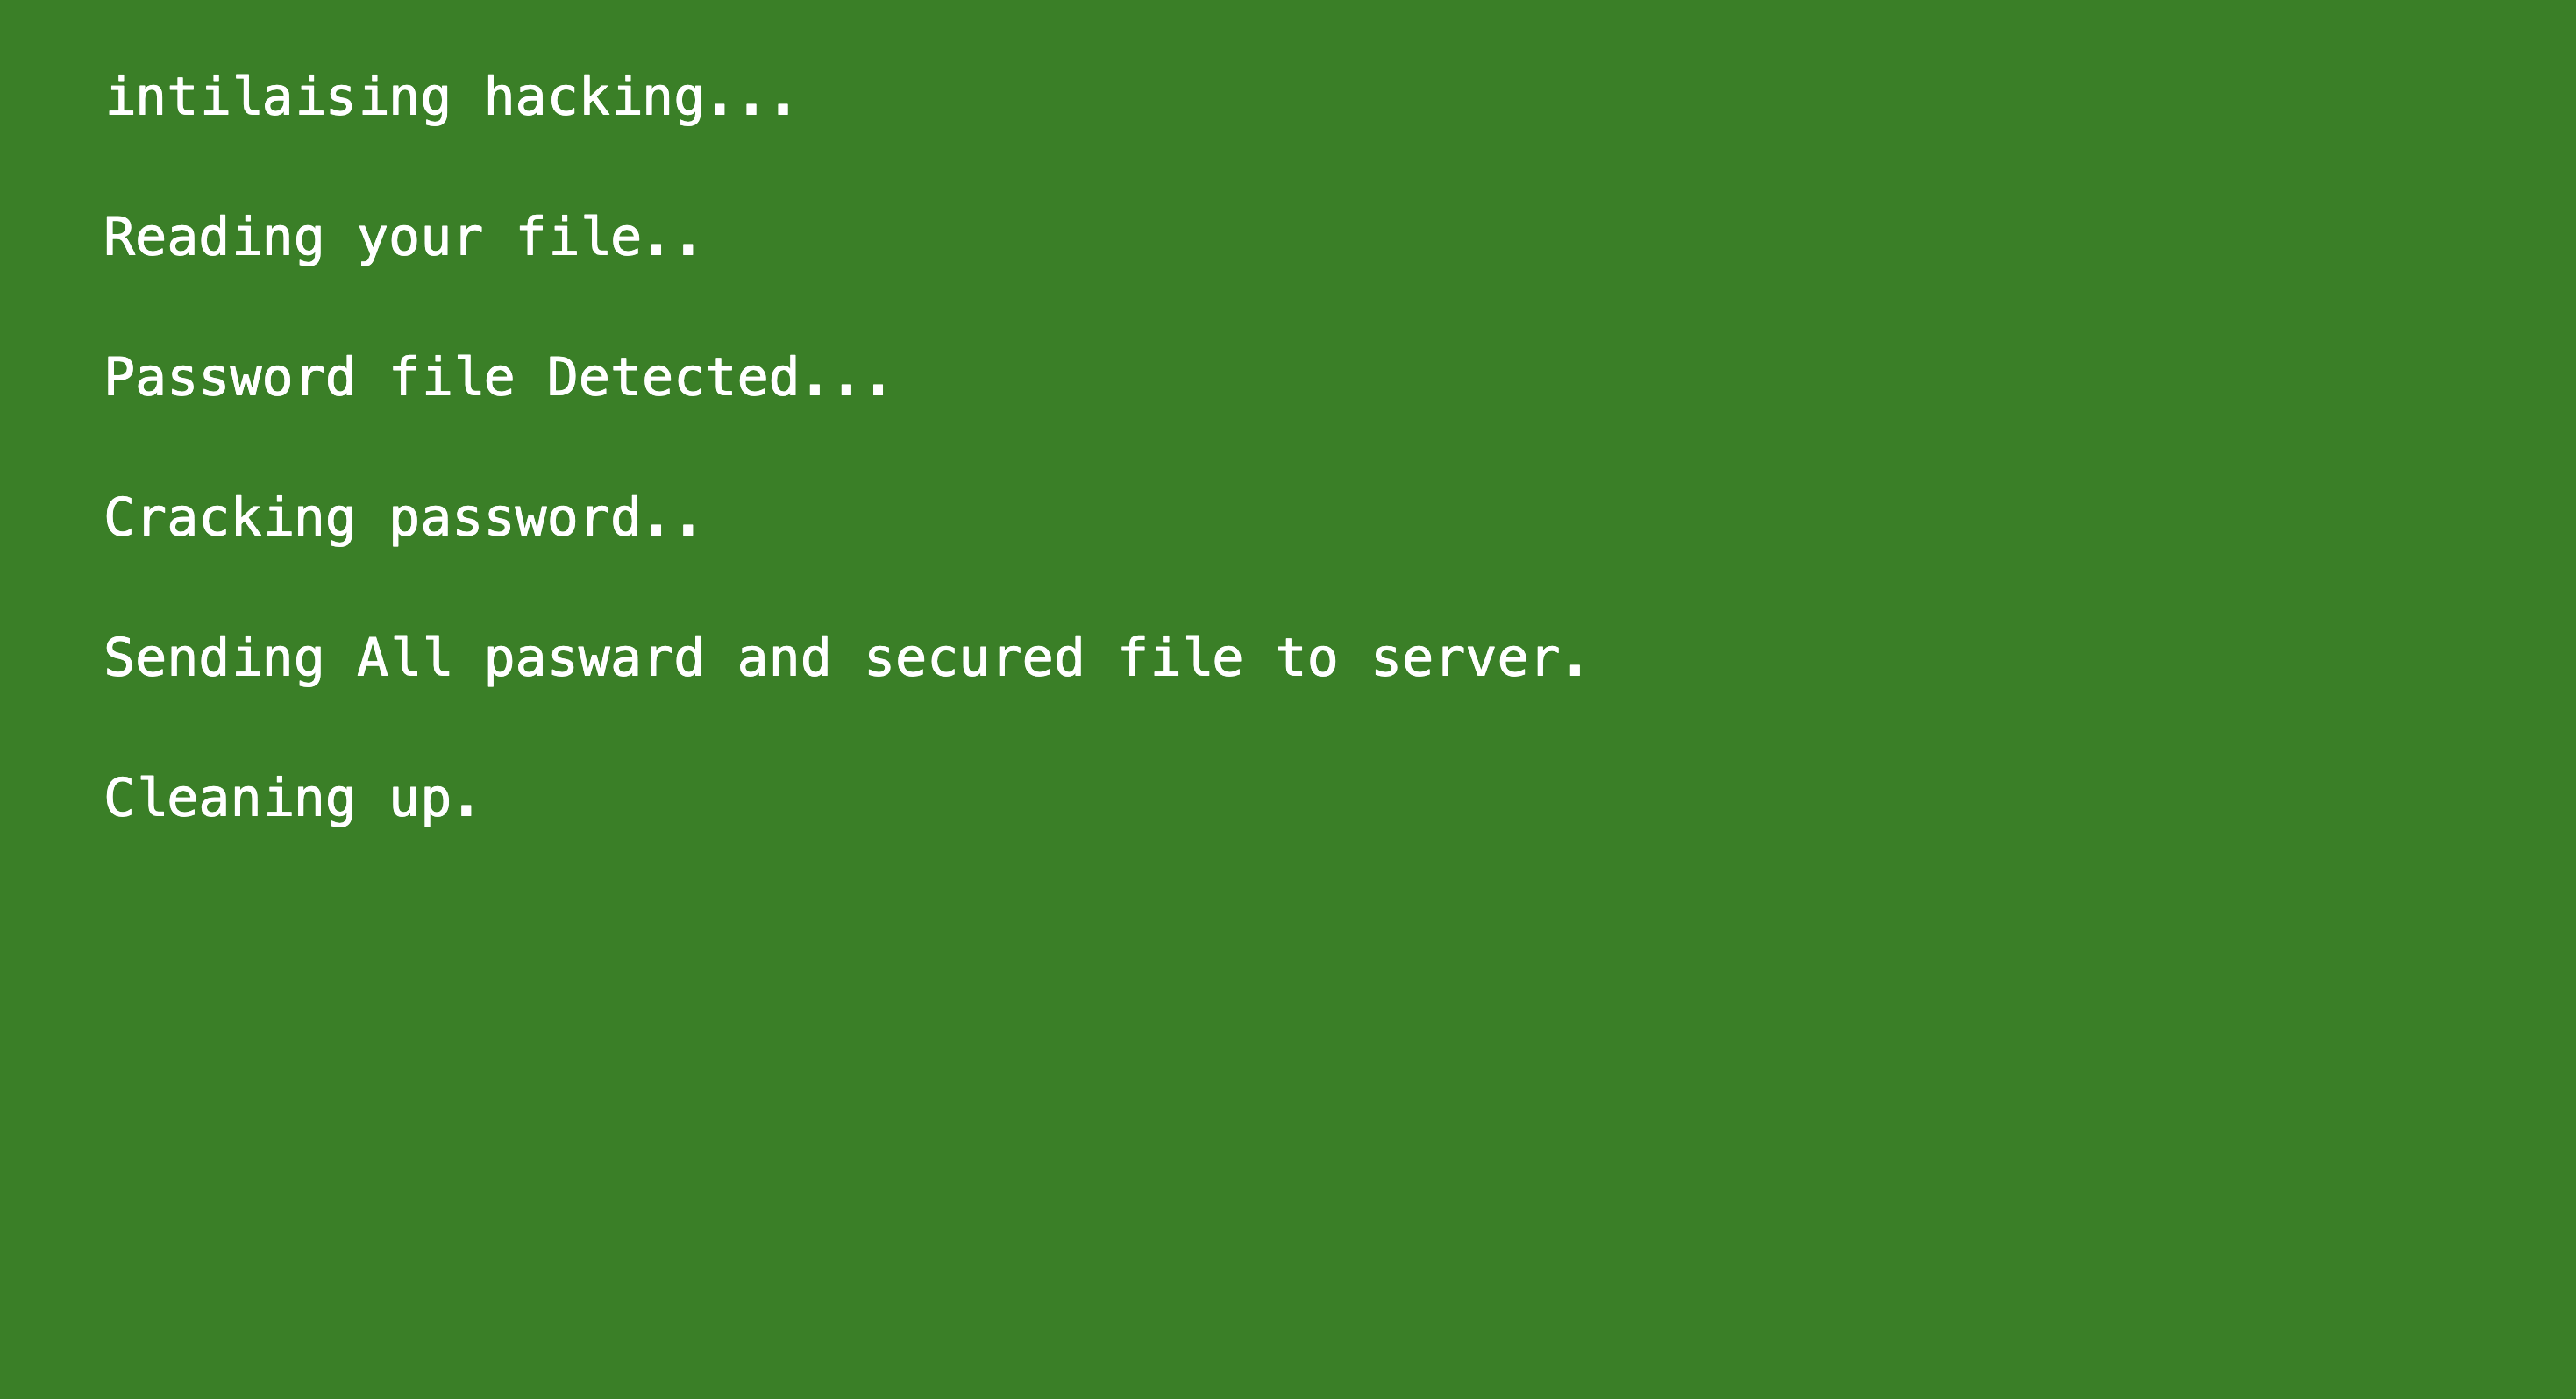 intilaising hacking...
Reading your file..
Password file Detected...
Cracking password..
Sending All pasward and secured file to server.
Cleaning up.